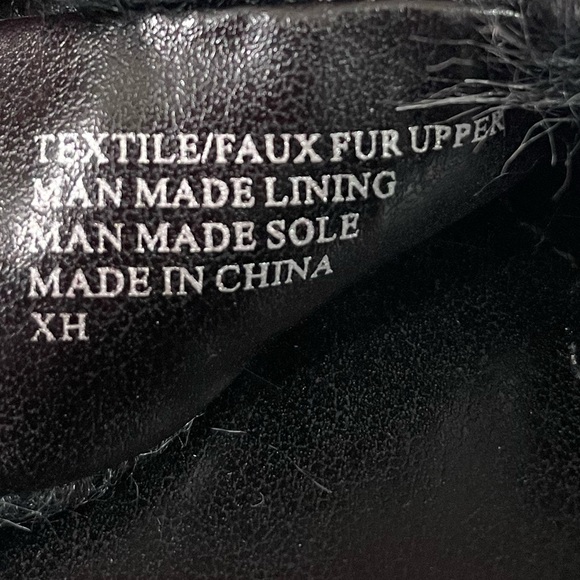 TEXTILE/FAUX FUR UPPER
MAN MADE LINING
MAN MADE SOLE
MADE IN CHINA
XH